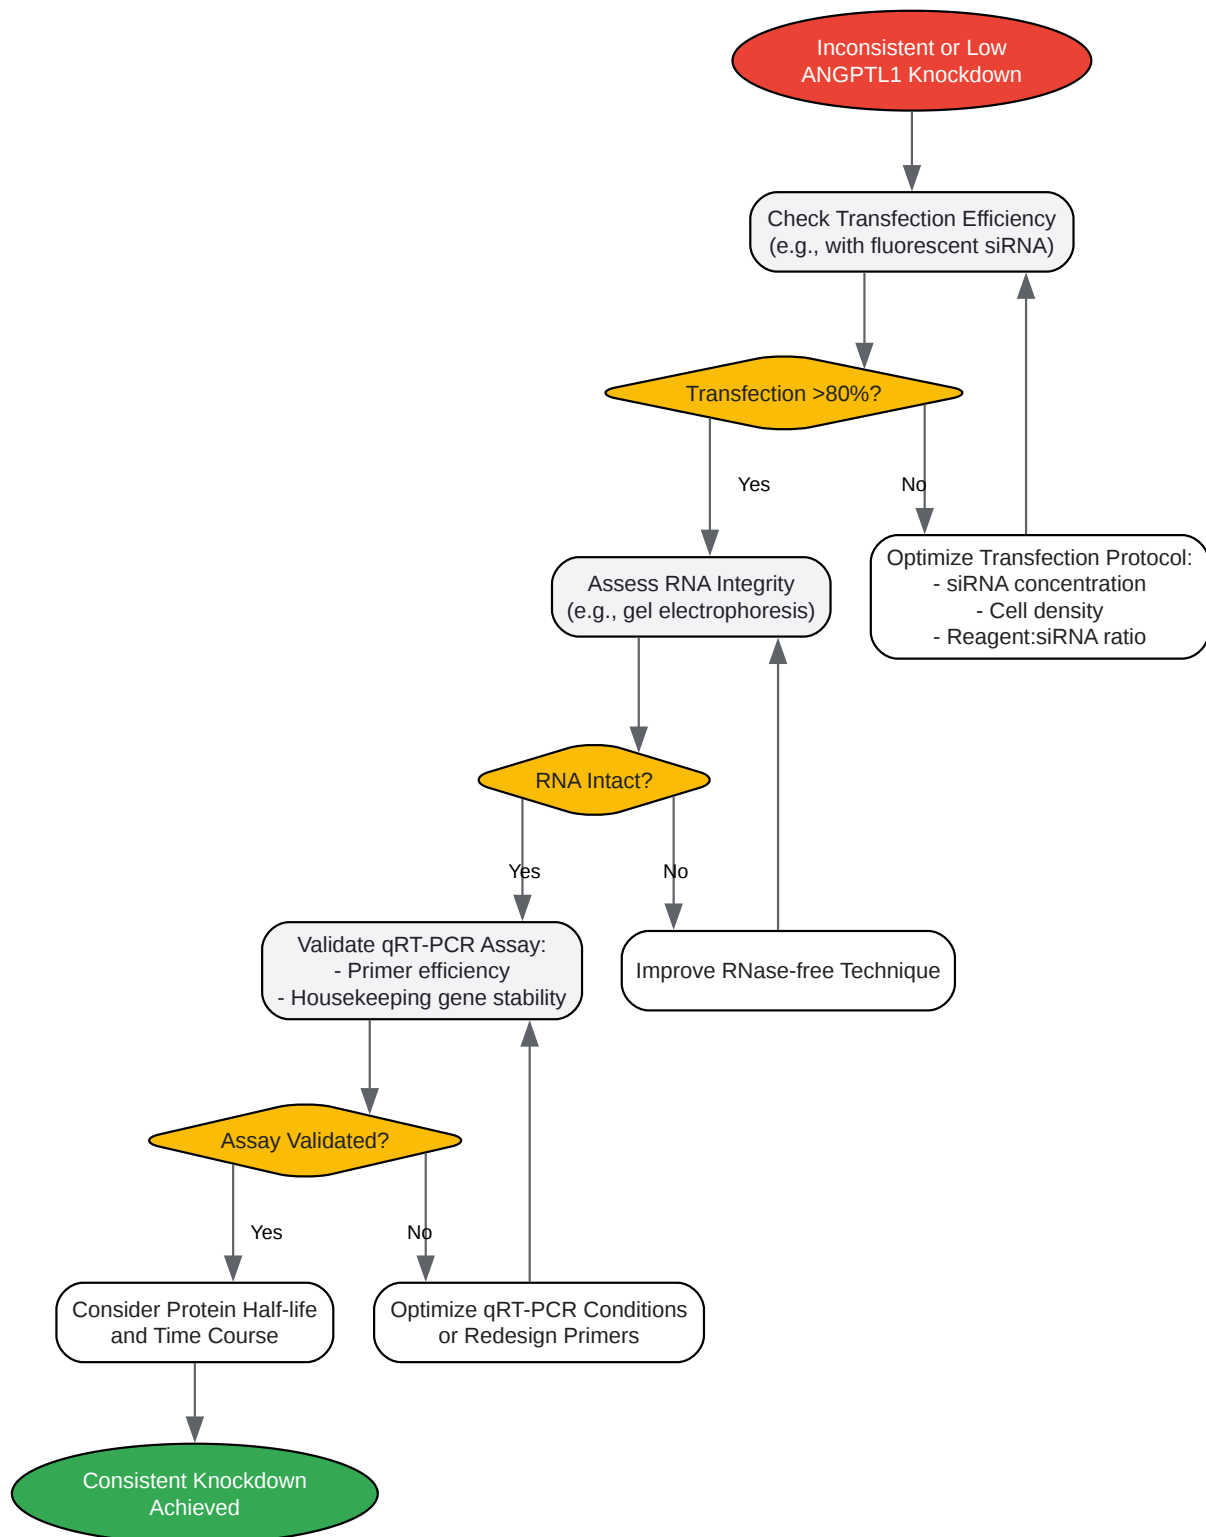 Inconsistent or Low
ANGPTL1 Knockdown
Check Transfection Efficiency
(e.g., with fluorescent siRNA)
Transfection >80%?
Yes
No
Optimize Transfection Protocol:
- siRNA concentration
- Cell density
- Reagent:siRNA ratio
Assess RNA Integrity
(e.g., gel electrophoresis)
RNA Intact?
Yes
No
Validate qRT-PCR Assay:
- Primer efficiency
- Housekeeping gene stability
Improve RNase-free Technique
Assay Validated?
Yes
No
Consider Protein Half-life
and Time Course
Optimize qRT-PCR Conditions
or Redesign Primers
Consistent Knockdown
Achieved